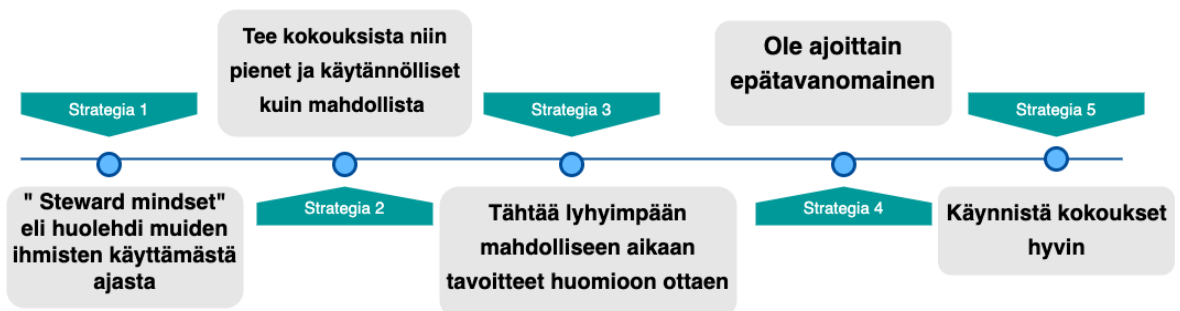 Strategia 1
" Steward mindset"
eli huolehdi muiden
ihmisten käyttämästä
ajasta
Tee kokouksista niin
pienet ja käytännölliset
kuin mahdollista
Strategia 2
Strategia 3
Tähtää lyhyimpään
mahdolliseen aikaan
tavoitteet huomioon ottaen
Ole ajoittain
epätavanomainen
Strategia 4
Strategia 5
Käynnistä kokoukset
hyvin